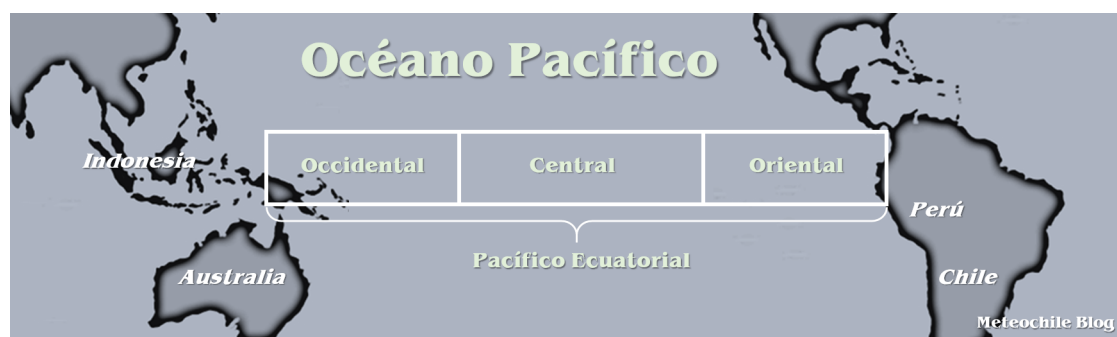 Océano Pacífico
Indonesia
Occidental
Central
Oriental
Perú
Pacífico Ecuatorial
Australia
Chile
Meteochile Blog